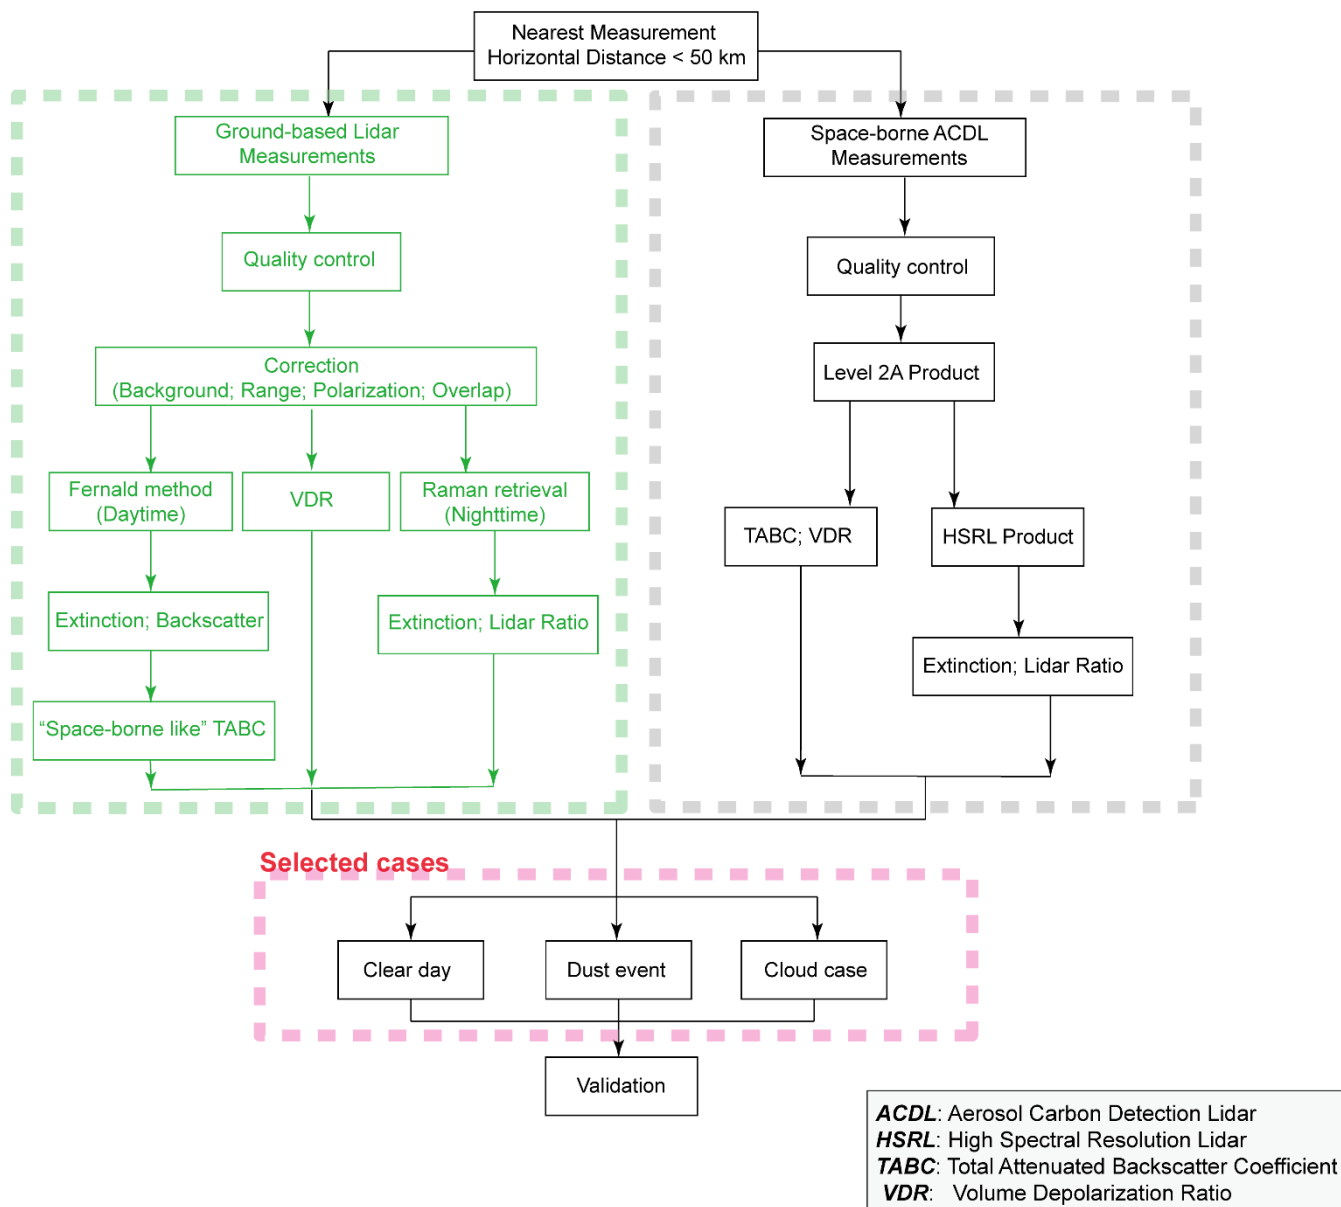 Nearest Measurement
Horizontal Distance < 50 km
Ground-based Lidar
Measurements
Quality control
Correction
(Background; Range; Polarization; Overlap)
Fernald method
(Daytime)
VDR
Raman retrieval
(Nighttime)
Extinction; Backscatter
Extinction; Lidar Ratio
“Space-borne like” TABC
Space-borne ACDL
Measurements
Quality control
Level 2A Product
TABC; VDR
HSRL Product
Extinction; Lidar Ratio
Selected cases
Clear day
Dust event
Cloud case
Validation
ACDL: Aerosol Carbon Detection Lidar
HSRL: High Spectral Resolution Lidar
TABC: Total Attenuated Backscatter Coefficient
VDR: Volume Depolarization Ratio